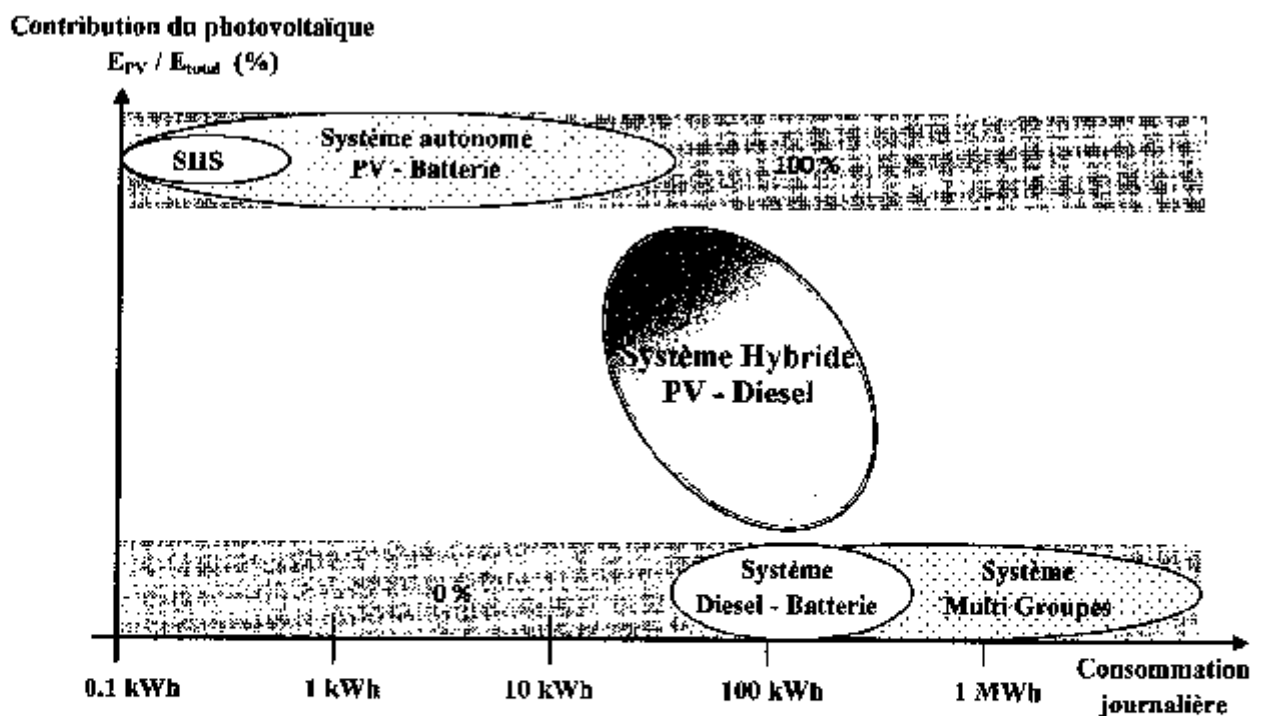 Contribution du photovoltaïque
E_PV / E_total (%)
SHS
Système autonome
PV - Batterie
100 %
Système Hybride
PV - Diesel
0 %
Système
Diesel - Batterie
Système
Multi Groupes
0.1 kWh
1 kWh
10 kWh
100 kWh
1 MWh
Consommation
journalière